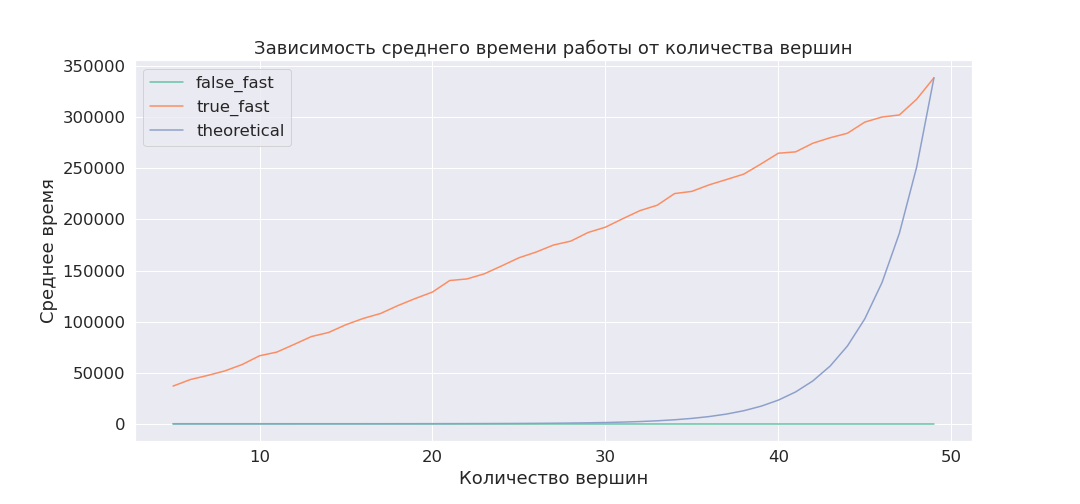 Зависимость среднего времени работы от количества вершин
350000
300000
250000
200000
150000
100000
50000
0
Среднее время
false_fast
true_fast
theoretical
10 20 30 40 50
Количество вершин